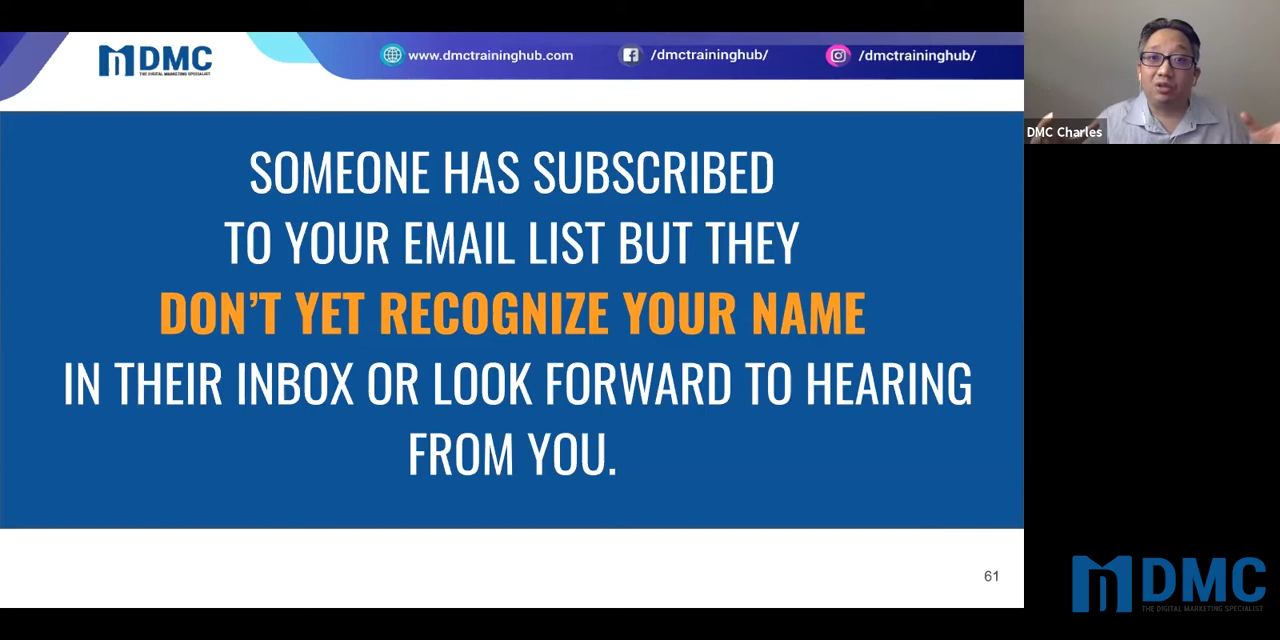 DMC
THE DIGITAL MARKETING SPECIALIST
www.dmctraininghub.com
/dmctraininghub/
/dmctraininghub/
SOMEONE HAS SUBSCRIBED
TO YOUR EMAIL LIST BUT THEY
DON'T YET RECOGNIZE YOUR NAME
IN THEIR INBOX OR LOOK FORWARD TO HEARING
FROM YOU.
61
DMC Charles
DMC
THE DIGITAL MARKETING SPECIALIST